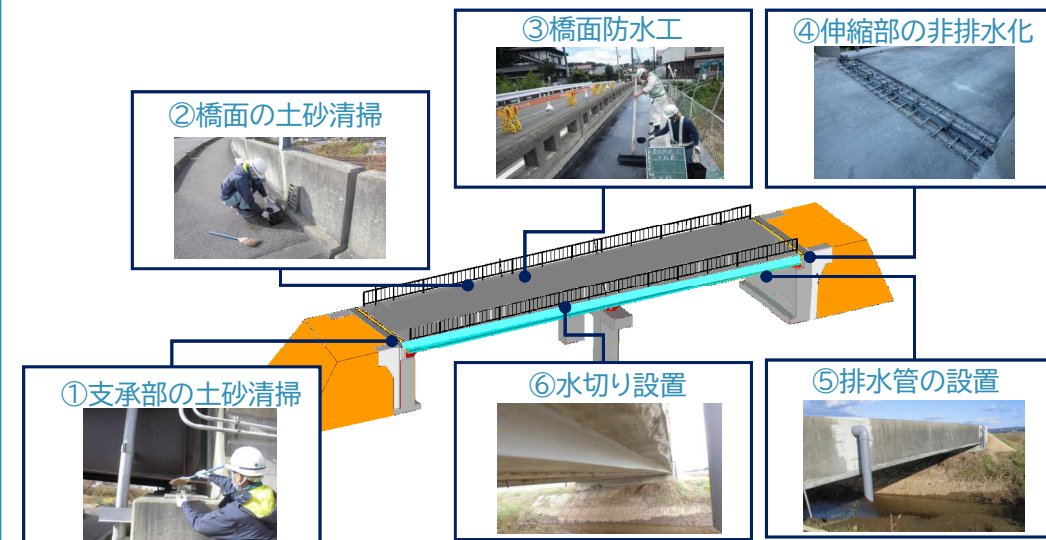 ①支承部の土砂清掃
②橋面の土砂清掃
③橋面防水工
④伸縮部の非排水化
⑤排水管の設置
⑥水切り設置